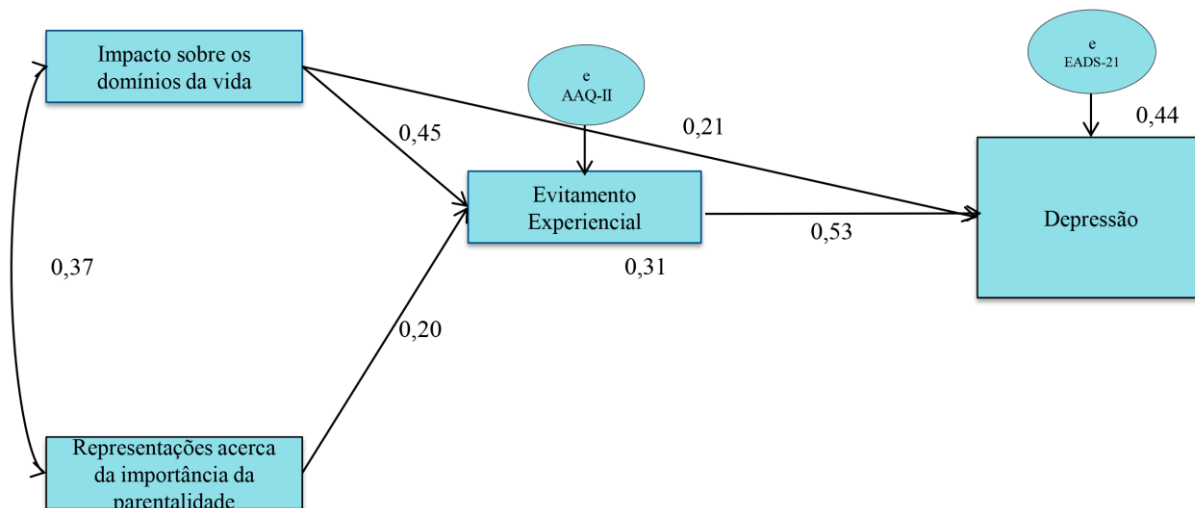 Impacto sobre os
domínios da vida
e
AAQ-II
e
EADS-21
0,44
0,45
0,21
Evitamento
Experiencial
0,53
Depressão
0,37
0,31
0,20
Representações acerca
da importância da
parentalidade